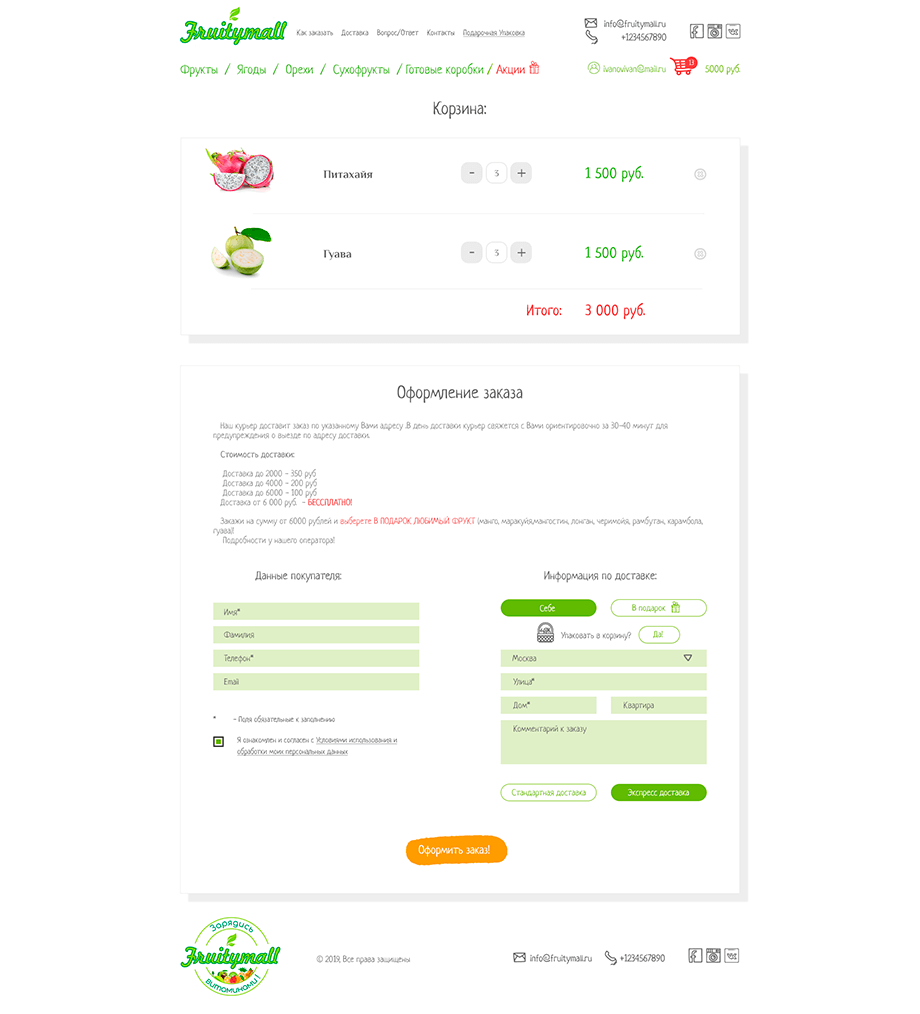 Fruitymall
Как заказать Доставка Вопрос/Ответ Контакты Подарочная Упаковка
info@fruitymall.ru
+1234567890
Фрукты / Ягоды / Орехи / Сухофрукты / Готовые коробки / Акции
ivanovivan@mali.ru 13 5000 руб.
Корзина:
Питахайя - 3 + 1 500 руб.
Гуава - 3 + 1 500 руб.
Итого: 3 000 руб.
Оформление заказа
Наш курьер доставит заказ по указанному Вами адресу .В день доставки курьер свяжется с Вами ориентировочно за 30-40 минут для
предупреждения о выезде по адресу доставки.
Стоимость доставки:
Доставка до 2000 - 350 руб
Доставка до 4000 - 200 руб
Доставка до 6000 - 100 руб
Доставка от 6 000 руб. - БЕССПЛАТНО!
Закажи на сумму от 6000 рублей и выберете В ПОДАРОК ЛЮБИМЫЙ ФРУКТ (манго, маракуйя,мангостин, лонган, черимойя, рамбутан, карамбола,
гуава)!
Подробности у нашего оператора!
Данные покупателя: Информация по доставке:
Имя*
Фамилия
Телефон*
Email
* - Поля обязательные к заполнению
Я ознакомлен и согласен с Условиями использования и
обработки моих персональных данных
Себе В подарок
Упаковать в корзину? Да!
Москва
Улица*
Дом* Квартира
Комментарий к заказу
Стандартная доставка Экспресс доставка
Оформить заказ!
Зарядись
Fruitymall
витаминами!
© 2019, Все права защищены
info@fruitymall.ru +1234567890